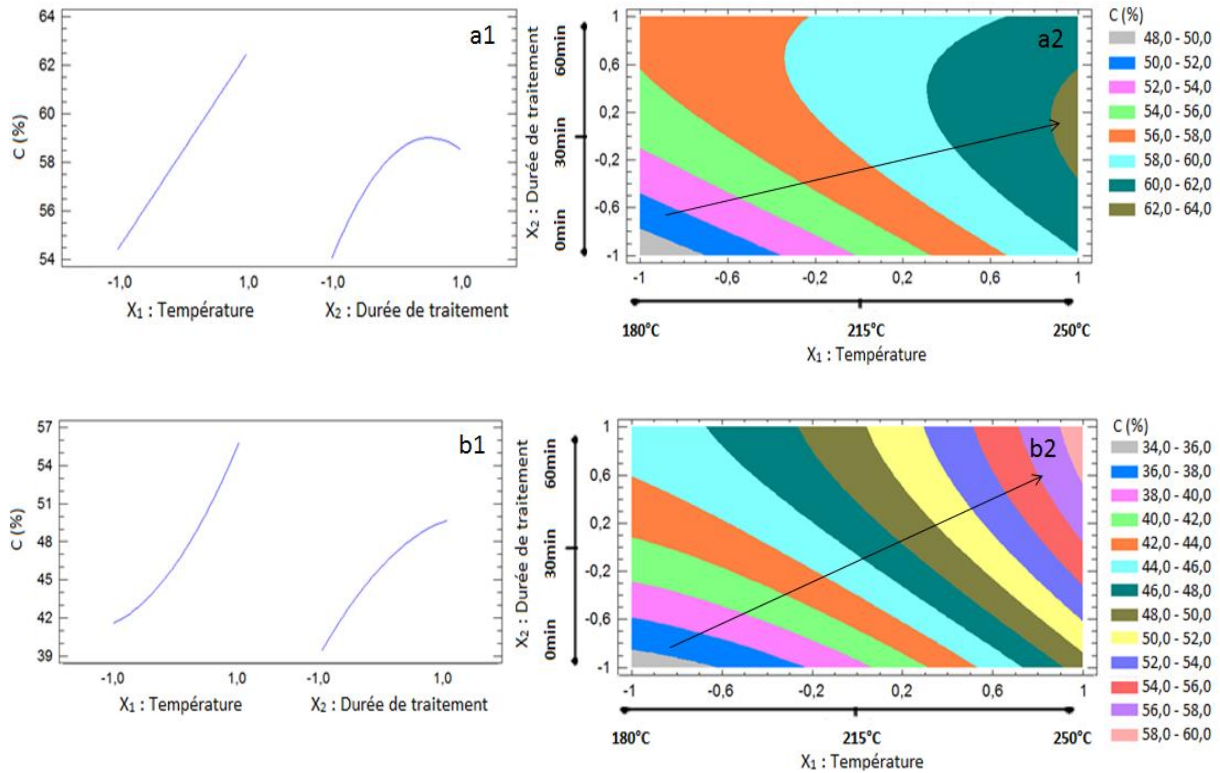 a1
64
62
60
58
56
54
C (%)
-1,0
1,0
-1,0
1,0
X₁ : Température
X₂ : Durée de traitement
a2
X₂ : Durée de traitement
60min
30min
0min
1
0,6
0,2
-0,2
-0,6
-1
-1
-0,6
-0,2
0,2
0,6
1
180°C
215°C
250°C
X₁ : Température
C (%)
48,0 - 50,0
50,0 - 52,0
52,0 - 54,0
54,0 - 56,0
56,0 - 58,0
58,0 - 60,0
60,0 - 62,0
62,0 - 64,0
b1
57
54
51
48
45
42
39
C (%)
-1,0
1,0
-1,0
1,0
X₁ : Température
X₂ : Durée de traitement
b2
X₂ : Durée de traitement
60min
30min
0min
1
0,6
0,2
-0,2
-0,6
-1
-1
-0,6
-0,2
0,2
0,6
1
180°C
215°C
250°C
X₁ : Température
C (%)
34,0 - 36,0
36,0 - 38,0
38,0 - 40,0
40,0 - 42,0
42,0 - 44,0
44,0 - 46,0
46,0 - 48,0
48,0 - 50,0
50,0 - 52,0
52,0 - 54,0
54,0 - 56,0
56,0 - 58,0
58,0 - 60,0